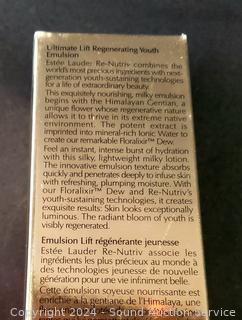 Ultimate Lift Regenerating Youth
Emulsion
Estée Lauder Re-Nutriv combines the
world's most precious ingredients with next-
generation youth-sustaining technologies
for a life of extraordinary beauty.
This exquisitely nourishing, milky emulsion
begins with the Himalayan Gentian, a
unique flower whose regenerative nature
allows it to thrive in its extreme native
environment. The potent extract is
imprinted into mineral-rich Ionic Water to
create our remarkable Floralixir™ Dew.
Feel an instant, intense burst of hydration
with this silky, lightweight milky lotion.
The innovative emulsion texture absorbs
quickly and penetrates deeply to infuse skin
with refreshing, plumping moisture. With
our Floralixir™ Dew and Re-Nutriv's
youth-sustaining technologies, it creates
exquisite results: Skin looks exceptionally
luminous. The radiant bloom of youth is
visibly regenerated.
Emulsion Lift régénérante jeunesse
Estée Lauder Re-Nutriv associe les
ingrédients les plus précieux au monde à
des technologies jeunesse de nouvelle
génération pour une vie infiniment belle.
Cette émulsion soyeuse nourrissante est
enrichie à la gentiane de l'Himalaya, une
Copyright 2024 - Sound Auction Service